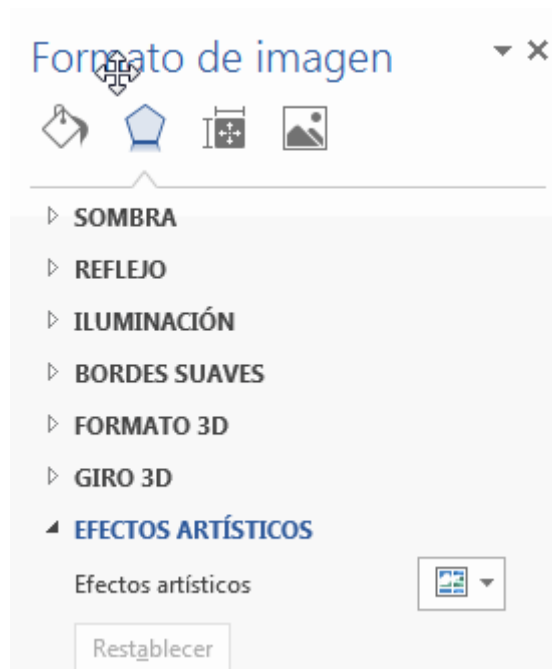 Formato de imagen
SOMBRA
REFLEJO
ILUMINACIÓN
BORDES SUAVES
FORMATO 3D
GIRO 3D
EFECTOS ARTÍSTICOS
Efectos artísticos
Restablecer